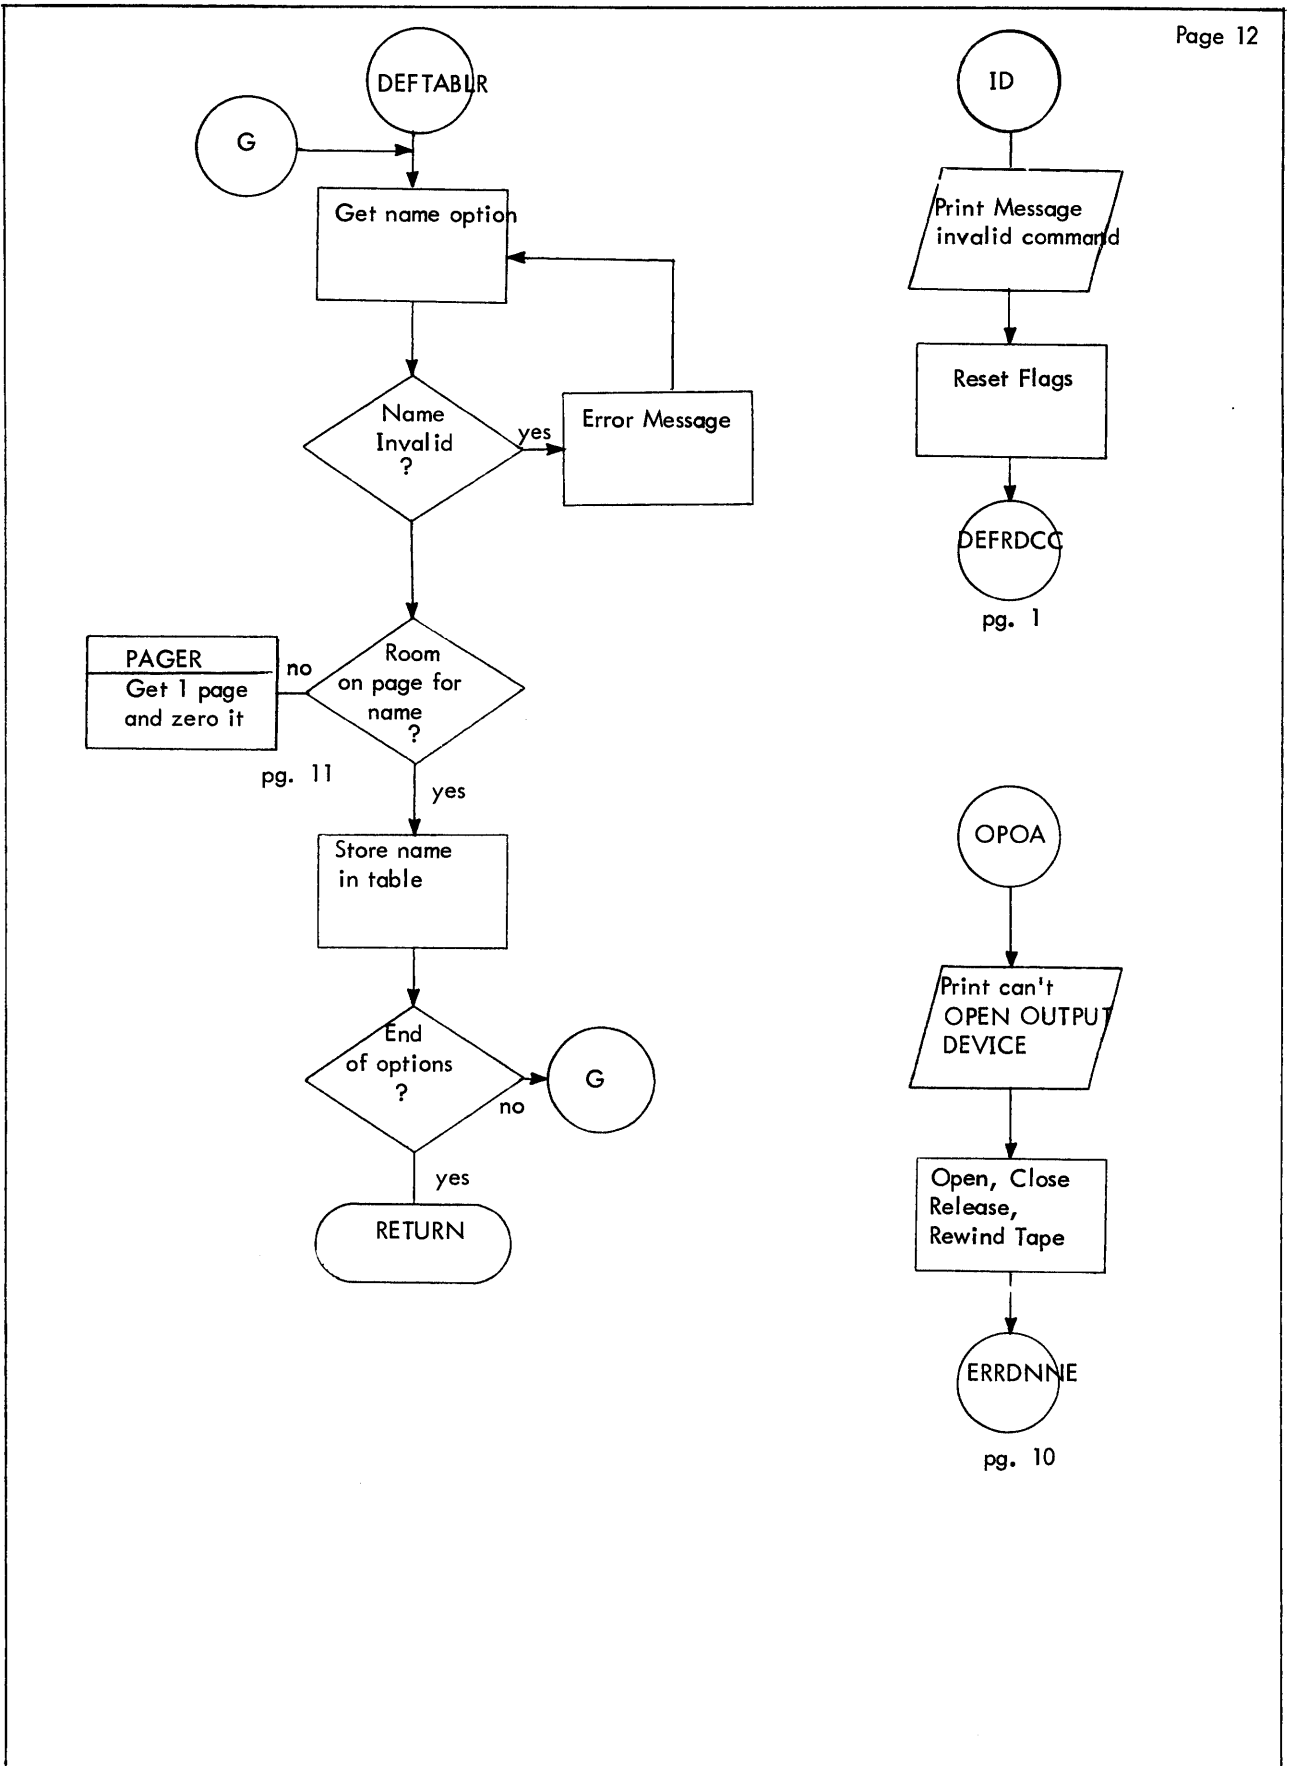 Page 12
DEFTABLR
G
Get name option
Name
Invalid
?
yes
Error Message
Room
on page for
name
?
no
PAGER
Get 1 page
and zero it
pg. 11
yes
Store name
in table
End
of options
?
no
G
yes
RETURN
ID
Print Message
invalid command
Reset Flags
DEFRDCC
pg. 1
OPOA
Print can't
OPEN OUTPUT
DEVICE
Open, Close
Release,
Rewind Tape
ERRDNNE
pg. 10